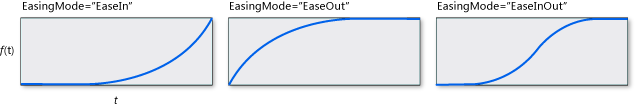 EasingMode="EaseIn"
EasingMode="EaseOut"
EasingMode="EaseInOut"
f(t)
t